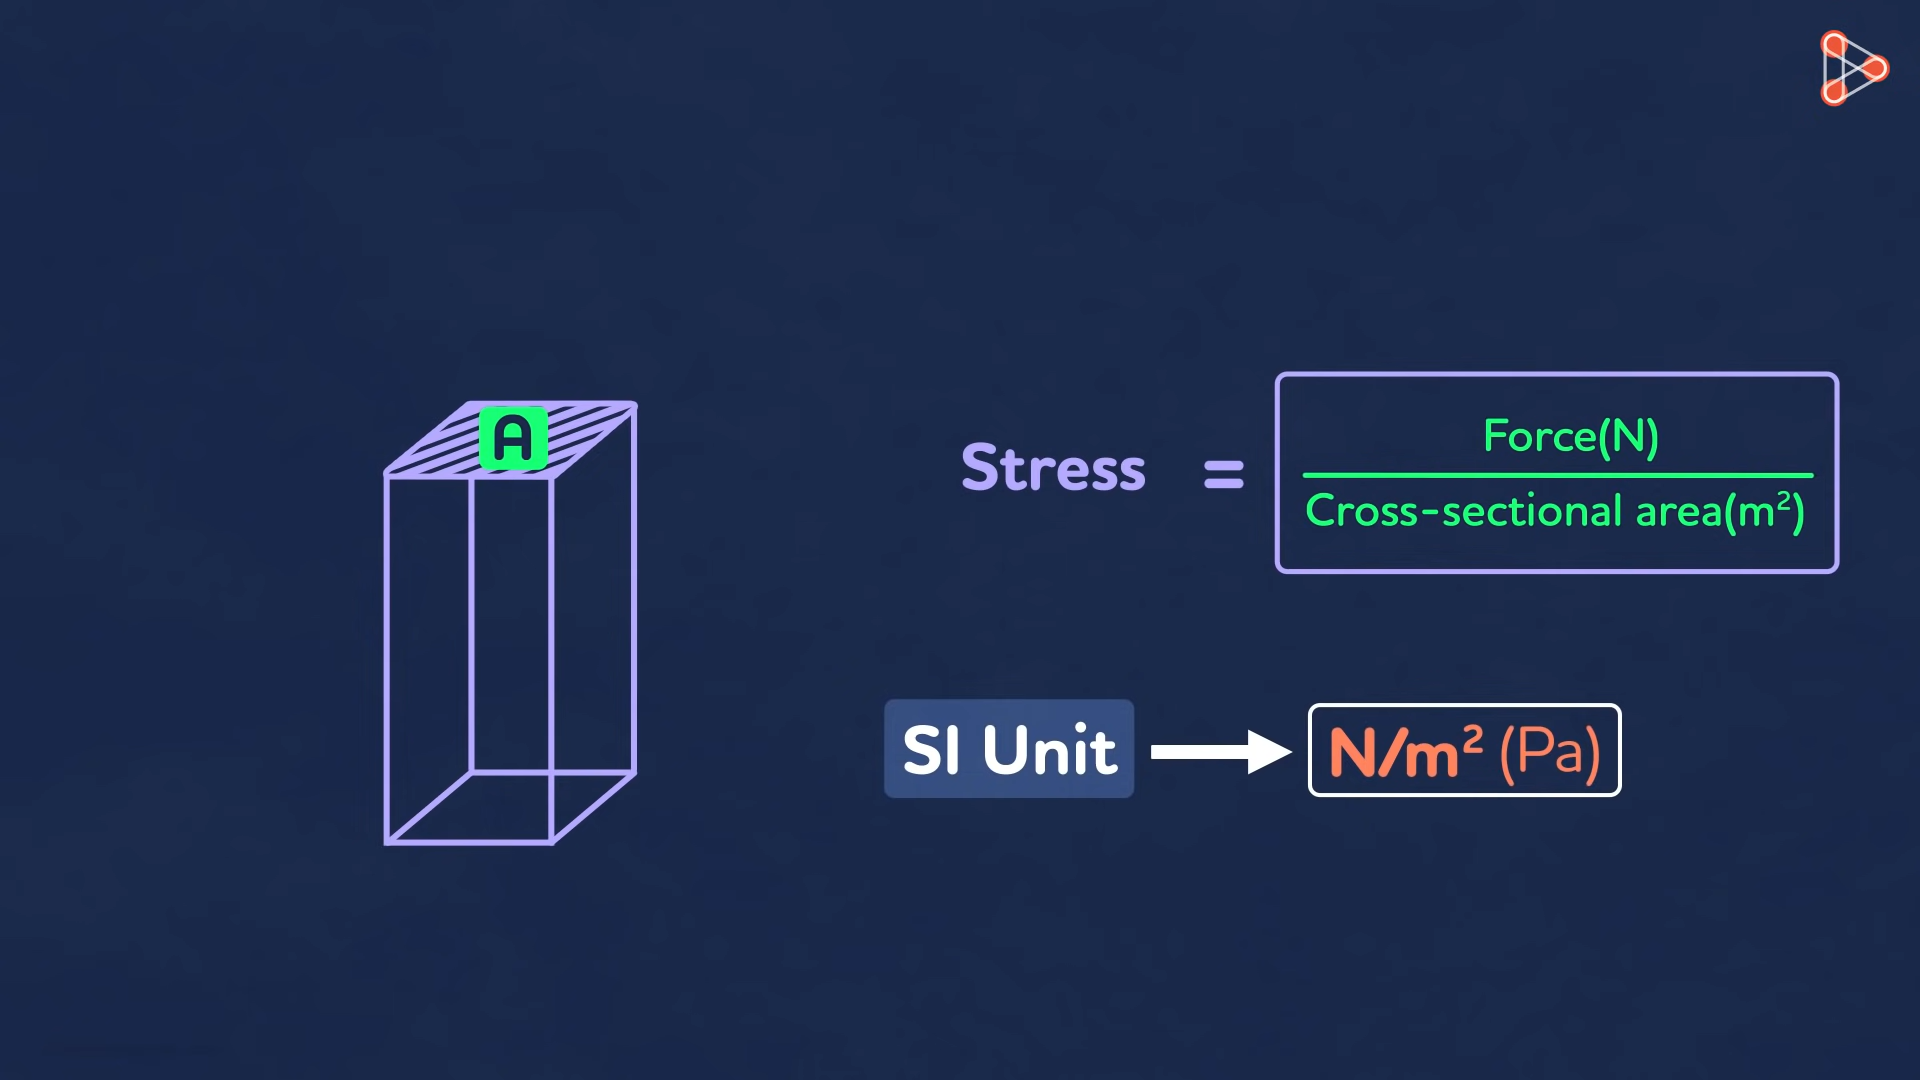 A
Stress = Force(N)
Cross-sectional area(m²)
SI Unit
N/m² (Pa)